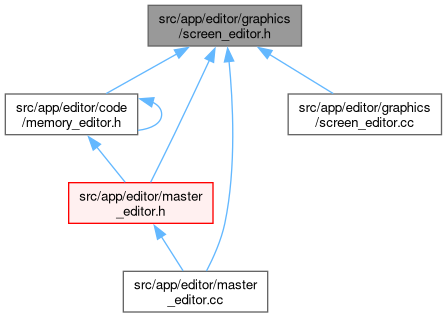 src/app/editor/graphics
/screen_editor.h
src/app/editor/code
/memory_editor.h
src/app/editor/graphics
/screen_editor.cc
src/app/editor/master
_editor.h
src/app/editor/master
_editor.cc